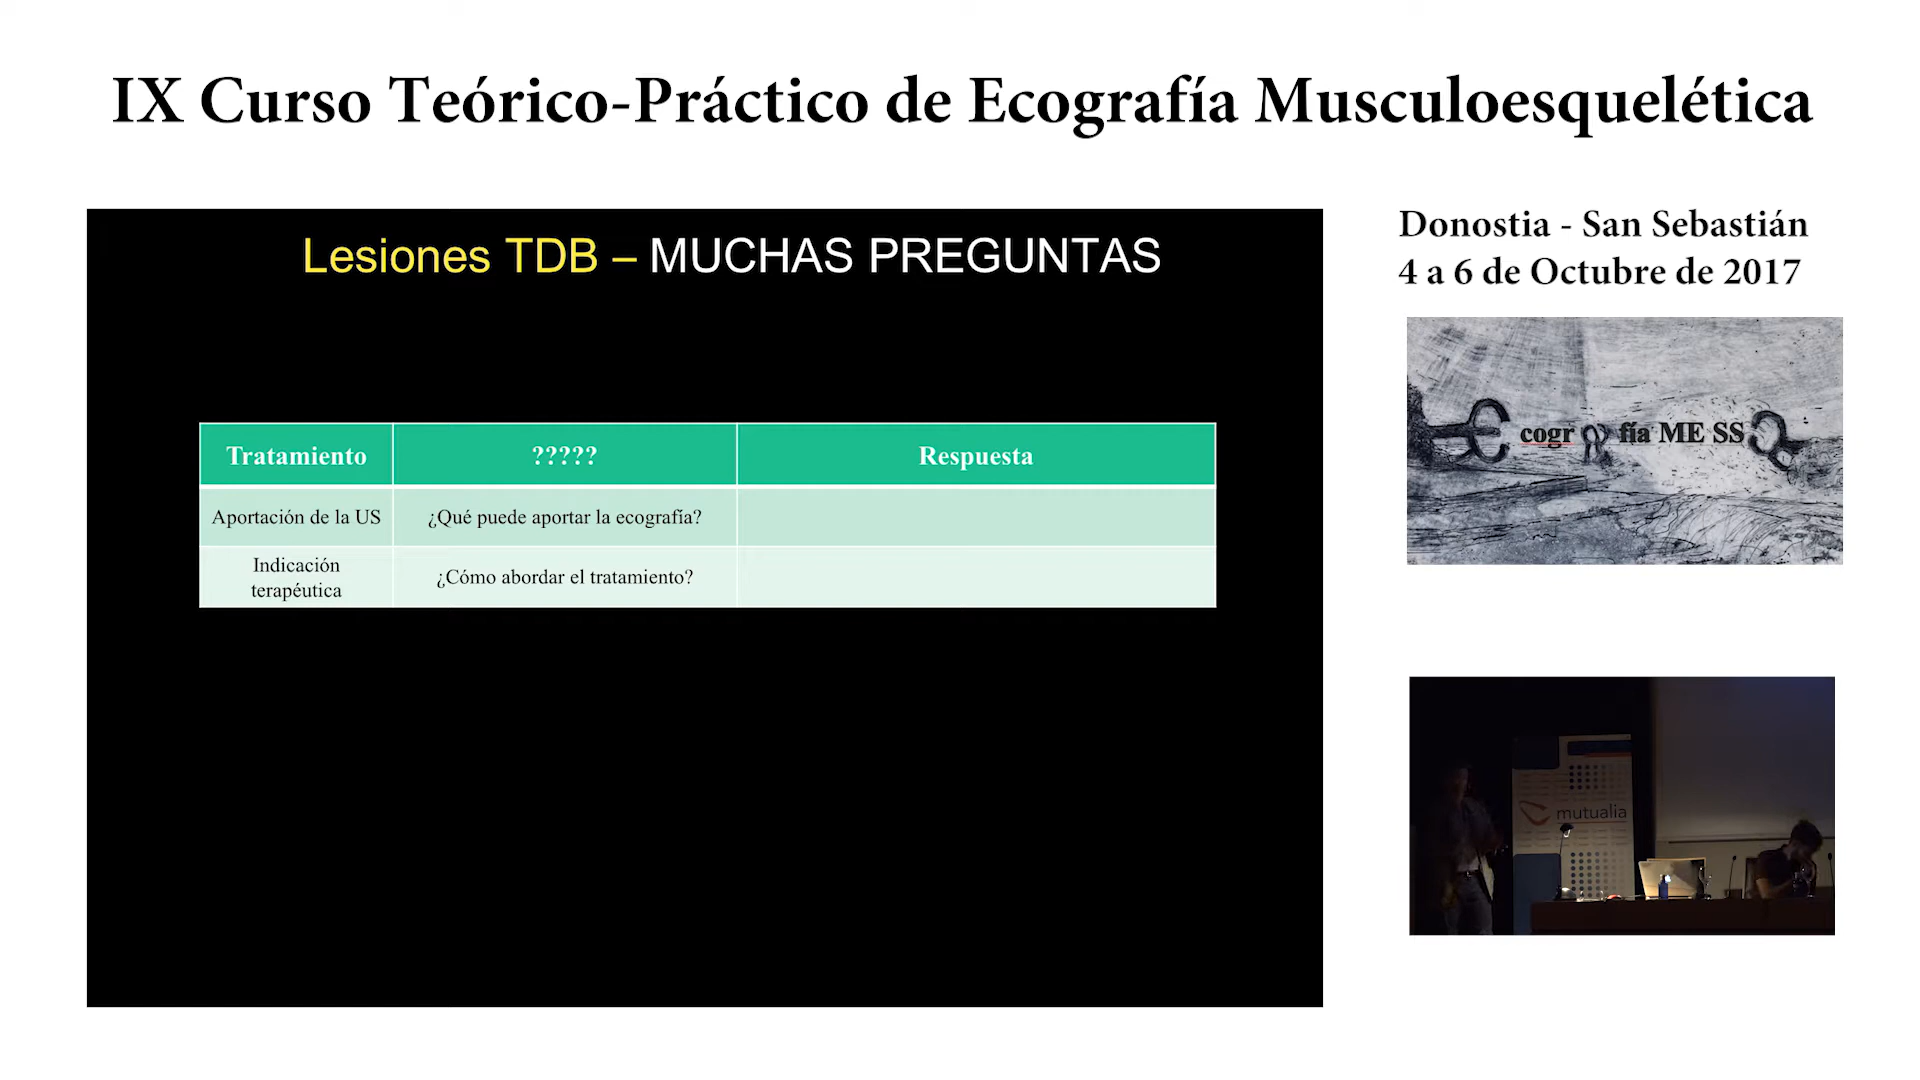 IX Curso Teórico-Práctico de Ecografía Musculoesquelética
Donostia - San Sebastián
4 a 6 de Octubre de 2017
Lesiones TDB – MUCHAS PREGUNTAS
Tratamiento
?????
Respuesta
Aportación de la US
¿Qué puede aportar la ecografía?
Indicación
terapéutica
¿Cómo abordar el tratamiento?
cogr fía ME SS
mutualia